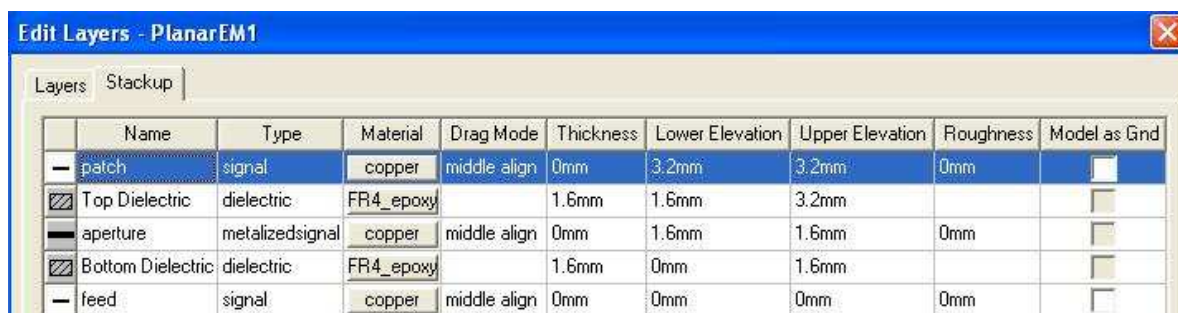 Edit Layers - PlanarEM1
Layers Stackup
Name Type Material Drag Mode Thickness Lower Elevation Upper Elevation Roughness Model as Gnd
patch signal copper middle align 0mm 3.2mm 3.2mm 0mm
Top Dielectric dielectric FR4_epoxy 1.6mm 1.6mm 3.2mm
aperture metalizedsignal copper middle align 0mm 1.6mm 1.6mm 0mm
Bottom Dielectric dielectric FR4_epoxy 1.6mm 0mm 1.6mm
feed signal copper middle align 0mm 0mm 0mm 0mm